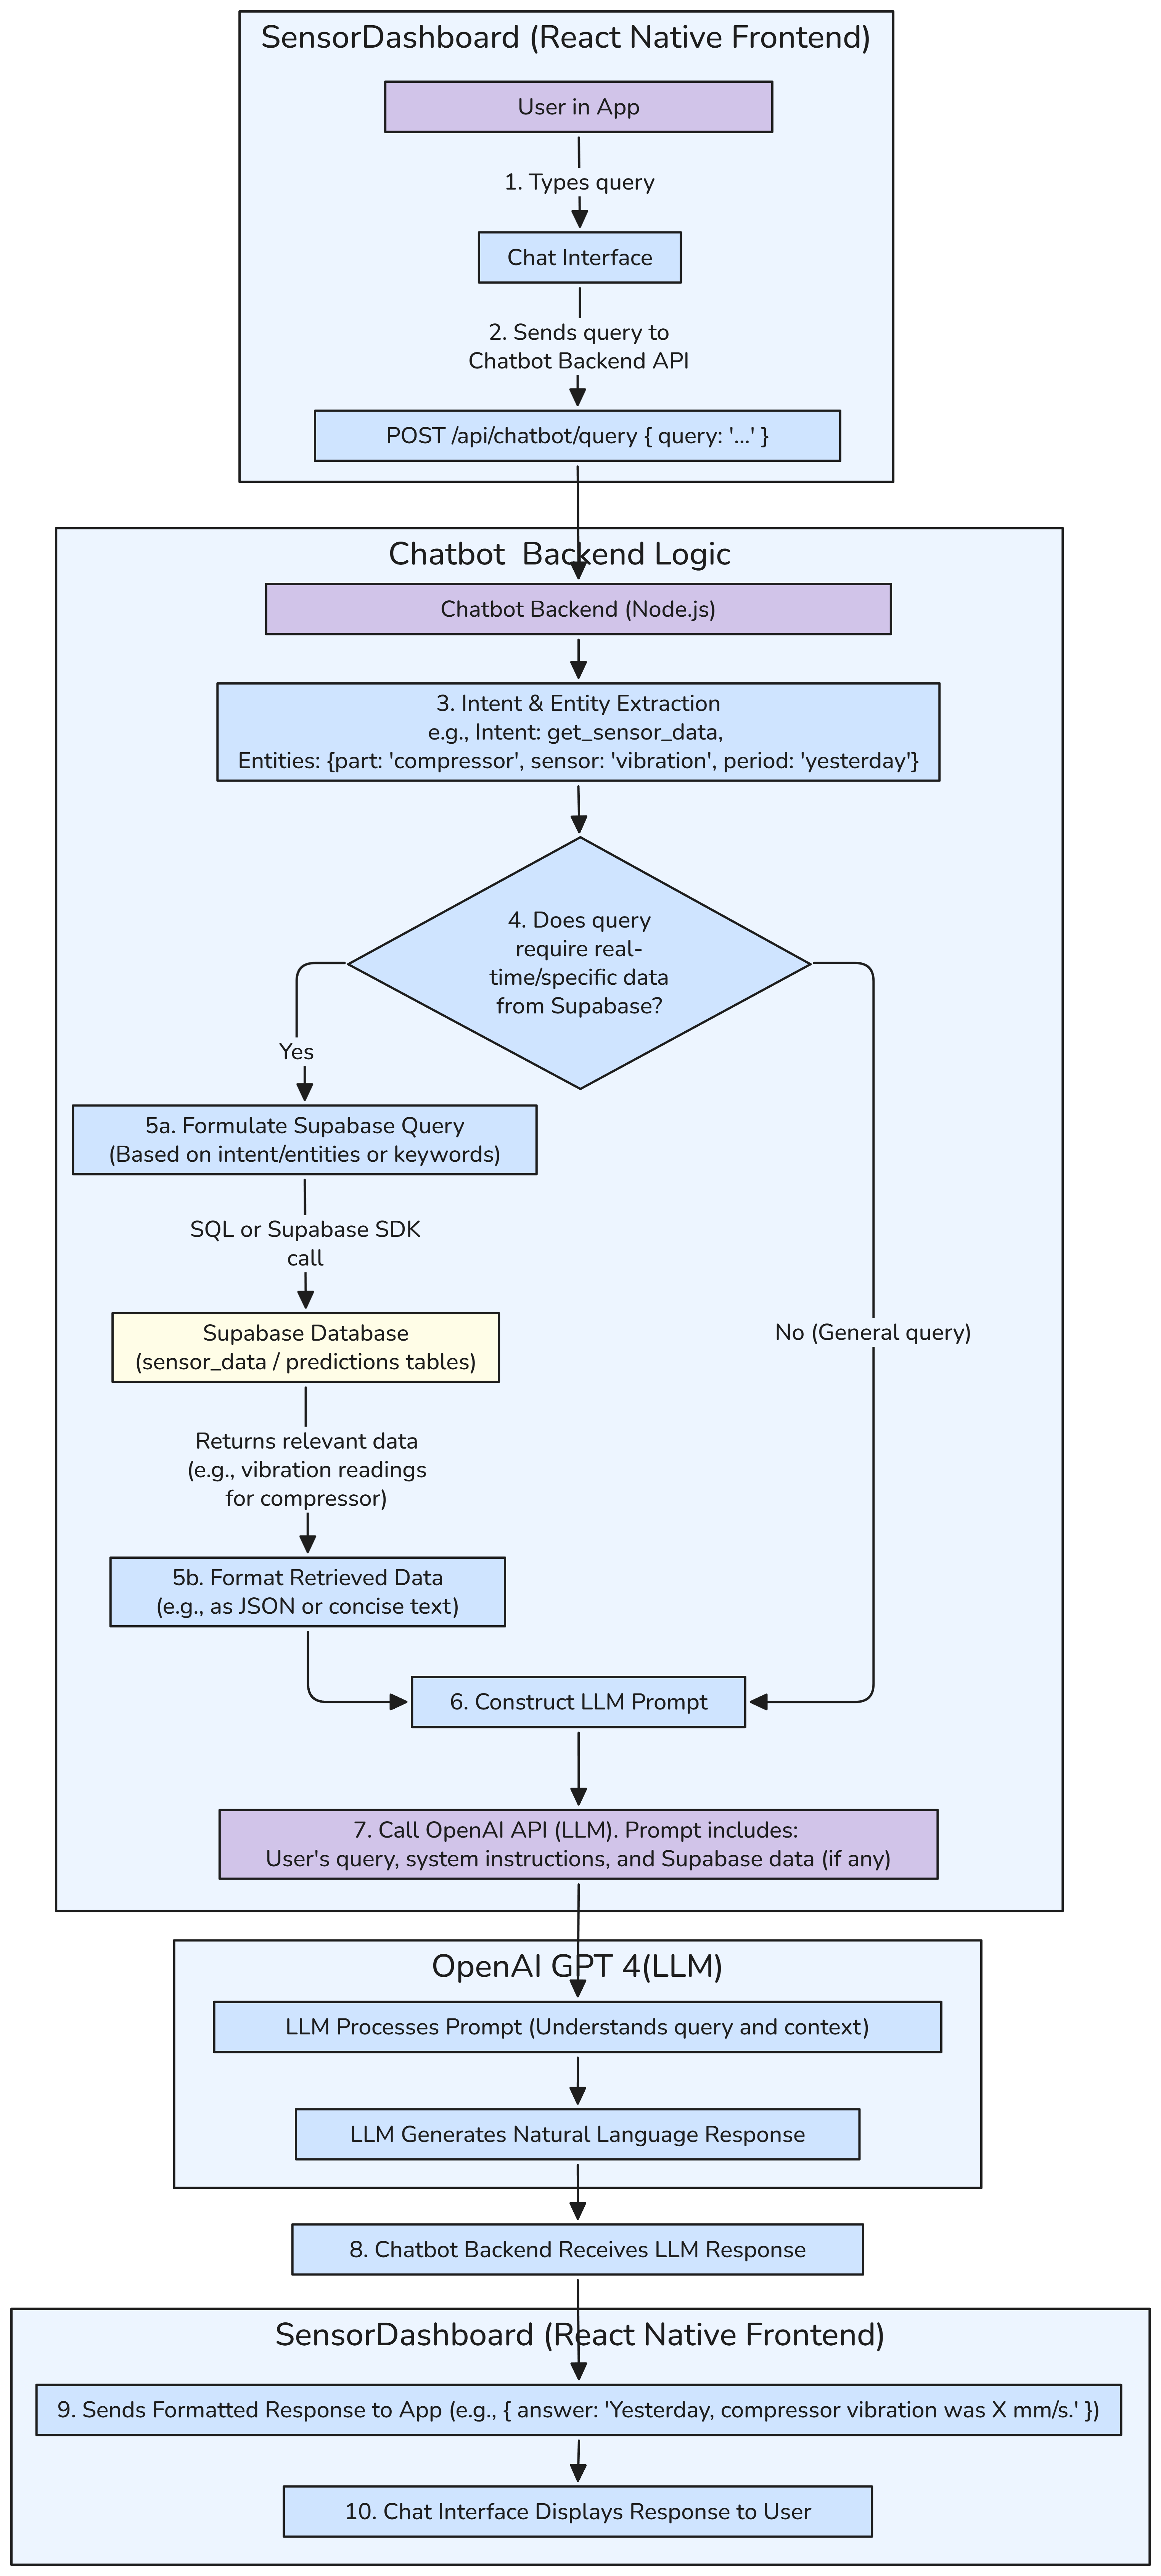 SensorDashboard (React Native Frontend)
User in App
1. Types query
Chat Interface
2. Sends query to
Chatbot Backend API
POST /api/chatbot/query { query: '...' }
Chatbot  Backend Logic
Chatbot Backend (Node.js)
3. Intent & Entity Extraction
e.g., Intent: get_sensor_data,
Entities: {part: 'compressor', sensor: 'vibration', period: 'yesterday'}
4. Does query
require real-
time/specific data
from Supabase?
Yes
5a. Formulate Supabase Query
(Based on intent/entities or keywords)
SQL or Supabase SDK
call
Supabase Database
(sensor_data / predictions tables)
No (General query)
Returns relevant data
(e.g., vibration readings
for compressor)
5b. Format Retrieved Data
(e.g., as JSON or concise text)
6. Construct LLM Prompt
7. Call OpenAI API (LLM). Prompt includes:
User's query, system instructions, and Supabase data (if any)
OpenAI GPT 4(LLM)
LLM Processes Prompt (Understands query and context)
LLM Generates Natural Language Response
8. Chatbot Backend Receives LLM Response
SensorDashboard (React Native Frontend)
9. Sends Formatted Response to App (e.g., { answer: 'Yesterday, compressor vibration was X mm/s.' })
10. Chat Interface Displays Response to User